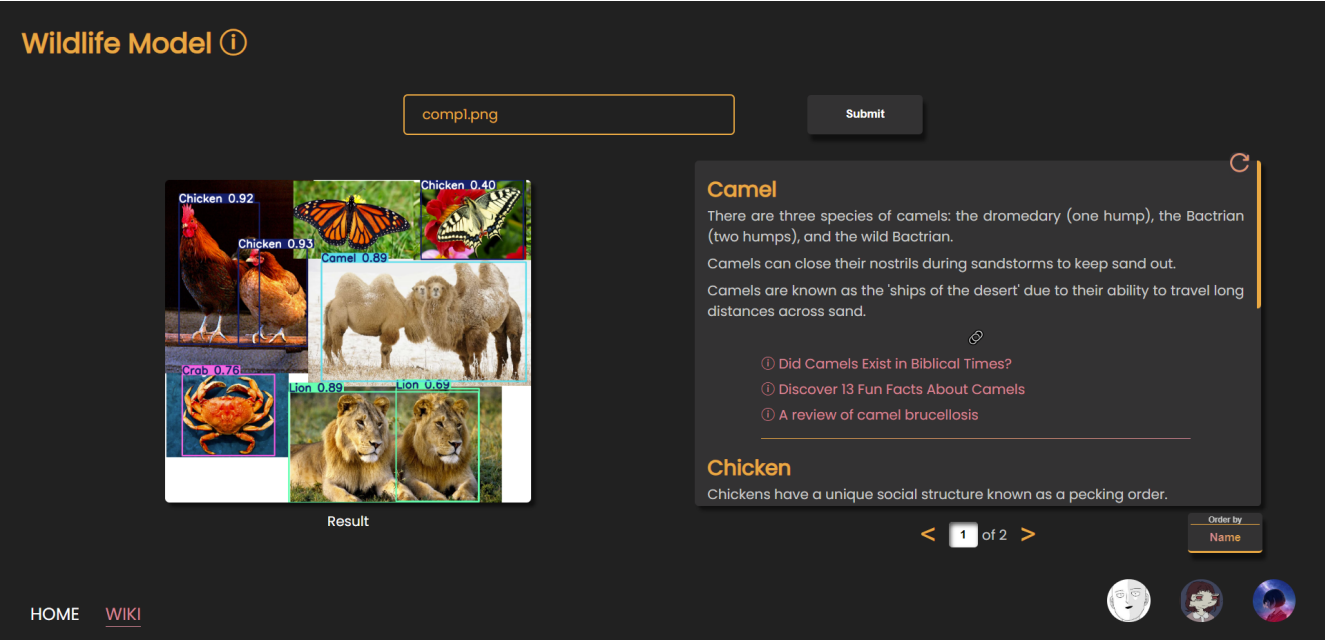 Wildlife Model ⓘ
comp1.png
Submit
Chicken 0.92
Chicken 0.40
Chicken 0.93
Camel 0.89
Crab 0.76
Lion 0.89
Lion 0.69
Result
Camel
There are three species of camels: the dromedary (one hump), the Bactrian
(two humps), and the wild Bactrian.
Camels can close their nostrils during sandstorms to keep sand out.
Camels are known as the 'ships of the desert' due to their ability to travel long
distances across sand.
ⓘ Did Camels Exist in Biblical Times?
ⓘ Discover 13 Fun Facts About Camels
ⓘ A review of camel brucellosis
Chicken
Chickens have a unique social structure known as a pecking order.
< 1 of 2 >
Order by
Name
HOME WIKI